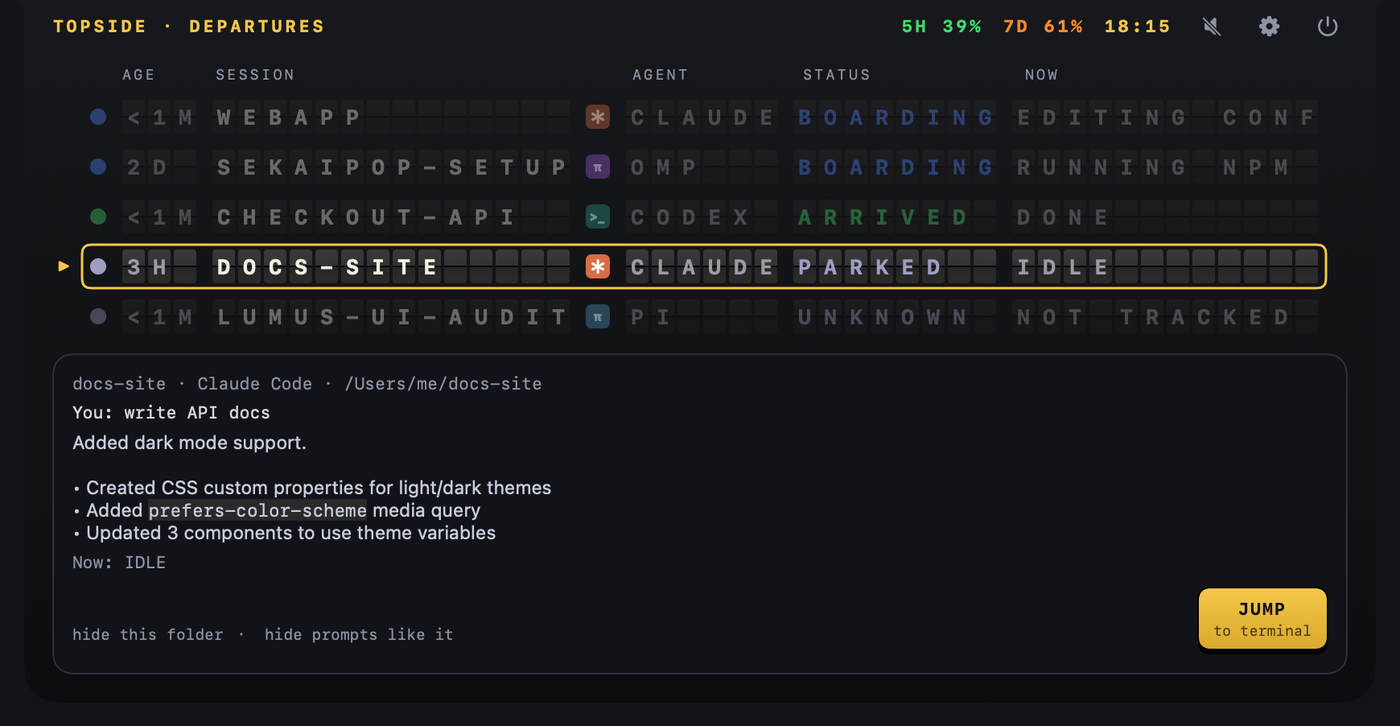 TOPSIDE · DEPARTURES 5H 39% 7D 61% 18:15
AGE SESSION AGENT STATUS NOW
<1M WEBAPP CLAUDE BOARDING EDITING CONF
2D SEKAIPOP-SETUP π OMP BOARDING RUNNING NPM
<1M CHECKOUT-API >_ CODEX ARRIVED DONE
3H DOCS-SITE CLAUDE PARKED IDLE
<1M LUMUS-UI-AUDIT π PI UNKNOWN NOT TRACKED
docs-site · Claude Code · /Users/me/docs-site
You: write API docs
Added dark mode support.
• Created CSS custom properties for light/dark themes
• Added prefers-color-scheme media query
• Updated 3 components to use theme variables
Now: IDLE
JUMP
to terminal
hide this folder · hide prompts like it